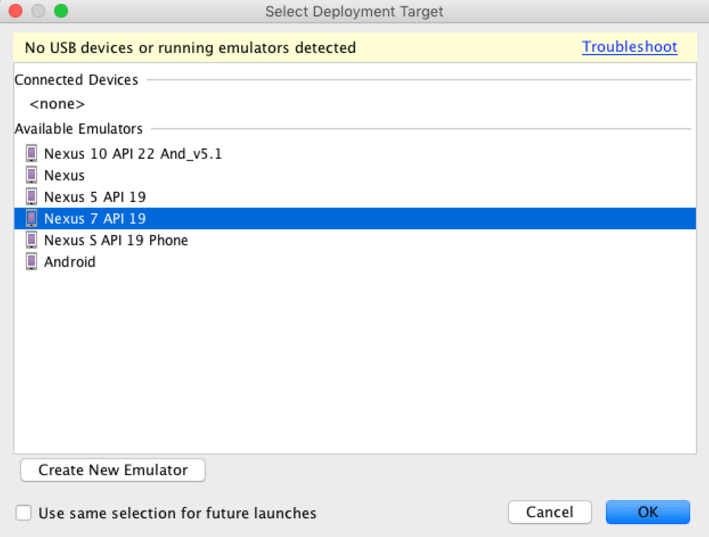 Select Deployment Target
No USB devices or running emulators detected Troubleshoot
Connected Devices
<none>
Available Emulators
Nexus 10 API 22 And_v5.1
Nexus
Nexus 5 API 19
Nexus 7 API 19
Nexus S API 19 Phone
Android
Create New Emulator
Use same selection for future launches Cancel OK